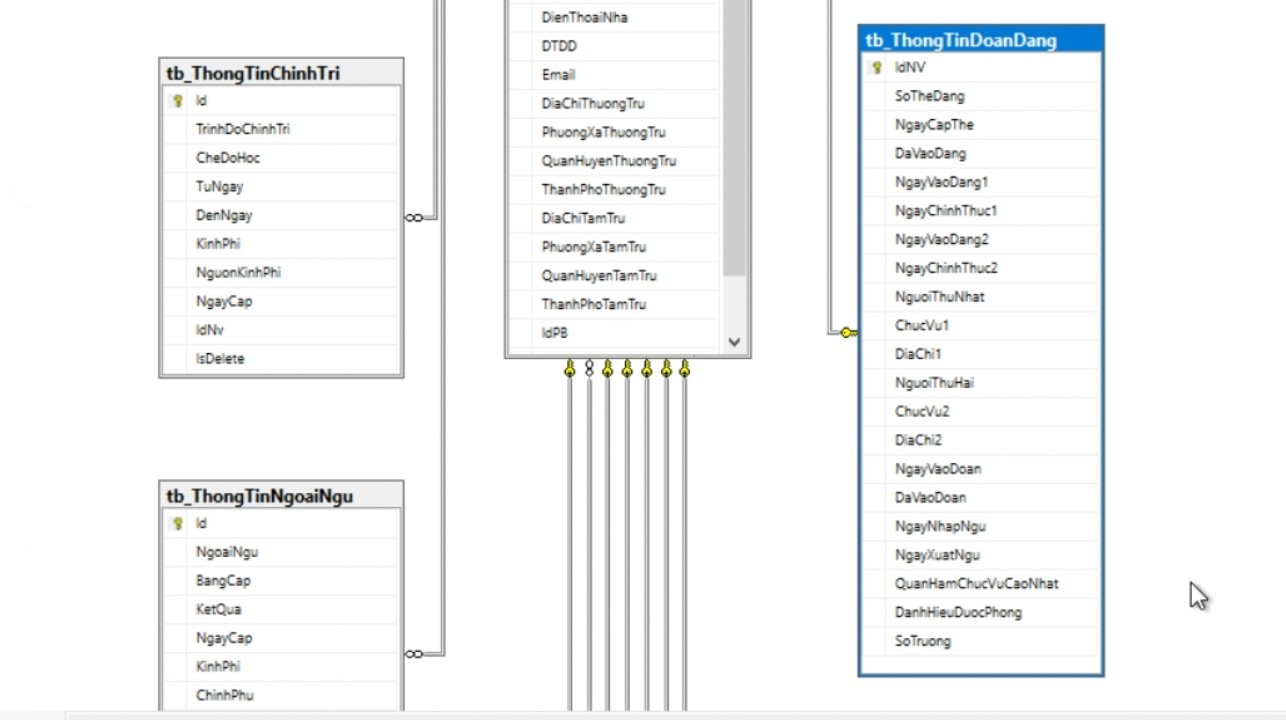 tb_ThongTinChinhTri
Id
TrinhDoChinhTri
CheDoHoc
TuNgay
DenNgay
KinhPhi
NguonKinhPhi
NgayCap
IdNv
IsDelete
tb_ThongTinNgoaiNgu
Id
NgoaiNgu
BangCap
KetQua
NgayCap
KinhPhi
ChinhPhu
DienThoaiNha
DTDD
Email
DiaChiThuongTru
PhuongXaThuongTru
QuanHuyenThuongTru
ThanhPhoThuongTru
DiaChiTamTru
PhuongXaTamTru
QuanHuyenTamTru
ThanhPhoTamTru
IdPB
tb_ThongTinDoanDang
IdNV
SoTheDang
NgayCapThe
DaVaoDang
NgayVaoDang1
NgayChinhThuc1
NgayVaoDang2
NgayChinhThuc2
NguoiThuNhat
ChucVu1
DiaChi1
NguoiThuHai
ChucVu2
DiaChi2
NgayVaoDoan
DaVaoDoan
NgayNhapNgu
NgayXuatNgu
QuanHamChucVuCaoNhat
DanhHieuDuocPhong
SoTruong